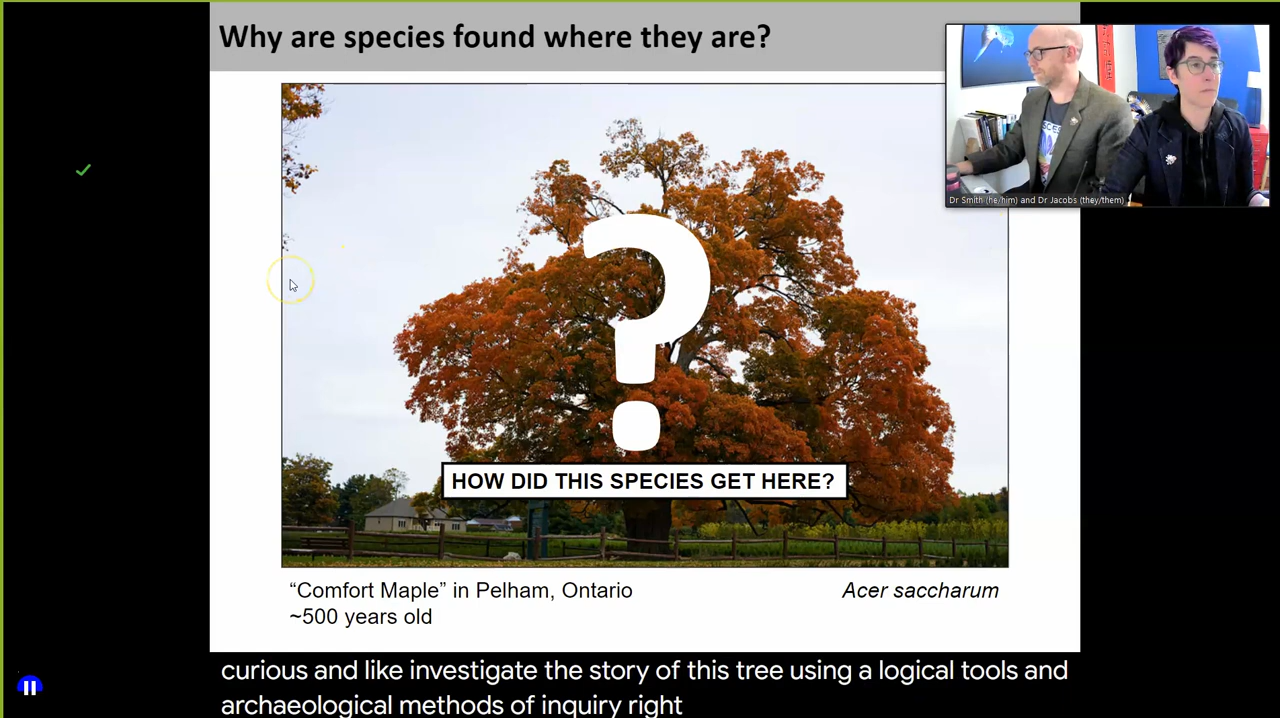 Why are species found where they are?
Dr Smith (he/him) and Dr Jacobs (they/them)
?
HOW DID THIS SPECIES GET HERE?
“Comfort Maple” in Pelham, Ontario
Acer saccharum
~500 years old
curious and like investigate the story of this tree using a logical tools and
archaeological methods of inquiry right